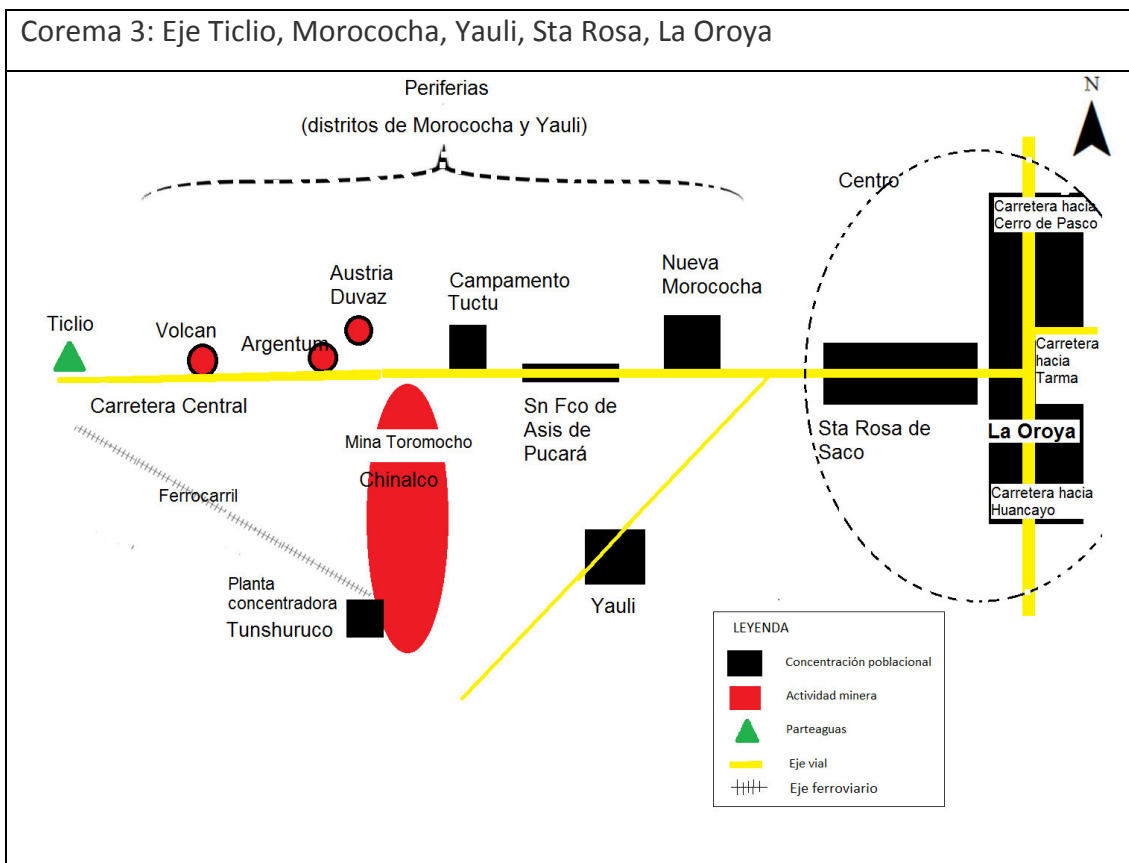 Corema 3: Eje Ticlio, Morococha, Yauli, Sta Rosa, La Oroya
Periferias
(distritos de Morococha y Yauli)
N
Centro
Carretera hacia
Cerro de Pasco
Austria
Duvaz
Campamento
Tuctu
Nueva
Morococha
Ticlio
Volcan
Argentum
Carretera
hacia
Tarma
Carretera Central
Sn Fco de
Asis de
Pucará
Sta Rosa de
Saco
La Oroya
Mina Toromocho
Chinalco
Ferrocarril
Carretera hacia
Huancayo
Planta
concentradora
Tunshuruco
Yauli
LEYENDA
Concentración poblacional
Actividad minera
Parteaguas
Eje vial
Eje ferroviario